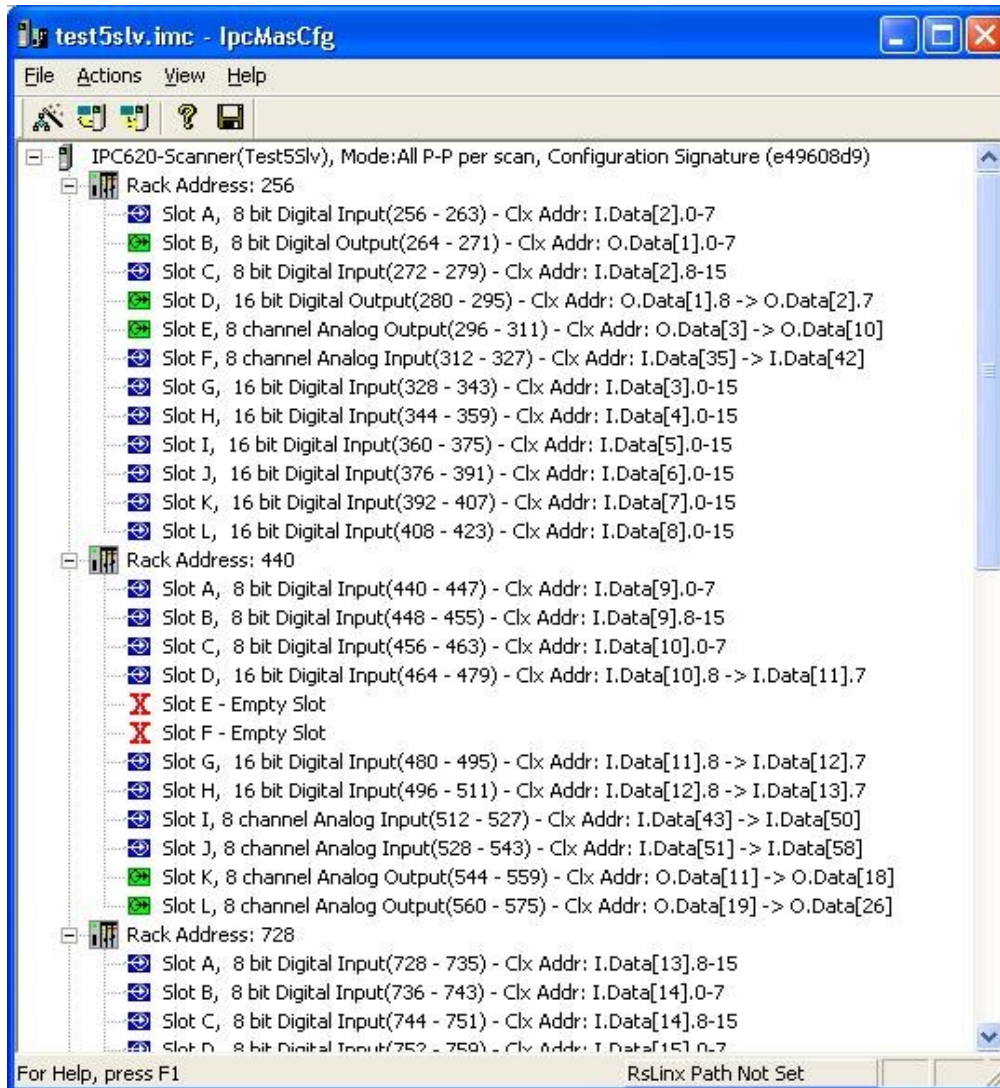 test5slv.imc - IpcMasCfg
File Actions View Help
IPC620-Scanner(Test5Slv), Mode:All P-P per scan, Configuration Signature (e49608d9)
Rack Address: 256
Slot A, 8 bit Digital Input(256 - 263) - Clx Addr: I.Data[2].0-7
Slot B, 8 bit Digital Output(264 - 271) - Clx Addr: O.Data[1].0-7
Slot C, 8 bit Digital Input(272 - 279) - Clx Addr: I.Data[2].8-15
Slot D, 16 bit Digital Output(280 - 295) - Clx Addr: O.Data[1].8 -> O.Data[2].7
Slot E, 8 channel Analog Output(296 - 311) - Clx Addr: O.Data[3] -> O.Data[10]
Slot F, 8 channel Analog Input(312 - 327) - Clx Addr: I.Data[35] -> I.Data[42]
Slot G, 16 bit Digital Input(328 - 343) - Clx Addr: I.Data[3].0-15
Slot H, 16 bit Digital Input(344 - 359) - Clx Addr: I.Data[4].0-15
Slot I, 16 bit Digital Input(360 - 375) - Clx Addr: I.Data[5].0-15
Slot J, 16 bit Digital Input(376 - 391) - Clx Addr: I.Data[6].0-15
Slot K, 16 bit Digital Input(392 - 407) - Clx Addr: I.Data[7].0-15
Slot L, 16 bit Digital Input(408 - 423) - Clx Addr: I.Data[8].0-15
Rack Address: 440
Slot A, 8 bit Digital Input(440 - 447) - Clx Addr: I.Data[9].0-7
Slot B, 8 bit Digital Input(448 - 455) - Clx Addr: I.Data[9].8-15
Slot C, 8 bit Digital Input(456 - 463) - Clx Addr: I.Data[10].0-7
Slot D, 16 bit Digital Input(464 - 479) - Clx Addr: I.Data[10].8 -> I.Data[11].7
X Slot E - Empty Slot
X Slot F - Empty Slot
Slot G, 16 bit Digital Input(480 - 495) - Clx Addr: I.Data[11].8 -> I.Data[12].7
Slot H, 16 bit Digital Input(496 - 511) - Clx Addr: I.Data[12].8 -> I.Data[13].7
Slot I, 8 channel Analog Input(512 - 527) - Clx Addr: I.Data[43] -> I.Data[50]
Slot J, 8 channel Analog Input(528 - 543) - Clx Addr: I.Data[51] -> I.Data[58]
Slot K, 8 channel Analog Output(544 - 559) - Clx Addr: O.Data[11] -> O.Data[18]
Slot L, 8 channel Analog Output(560 - 575) - Clx Addr: O.Data[19] -> O.Data[26]
Rack Address: 728
Slot A, 8 bit Digital Input(728 - 735) - Clx Addr: I.Data[13].8-15
Slot B, 8 bit Digital Input(736 - 743) - Clx Addr: I.Data[14].0-7
Slot C, 8 bit Digital Input(744 - 751) - Clx Addr: I.Data[14].8-15
Slot D, 8 bit Digital Input(752 - 759) - Clx Addr: I.Data[15].0-7
For Help, press F1 RsLinx Path Not Set